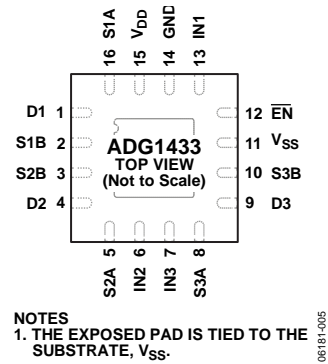 16 S1A
15 VDD
14 GND
13 IN1
D1 1
S1B 2
S2B 3
D2 4
ADG1433
TOP VIEW
(Not to Scale)
12 E̅N̅
11 VSS
10 S3B
9 D3
5 S2A
6 IN2
7 IN3
8 S3A
NOTES
1. THE EXPOSED PAD IS TIED TO THE
SUBSTRATE, VSS.
06181-005